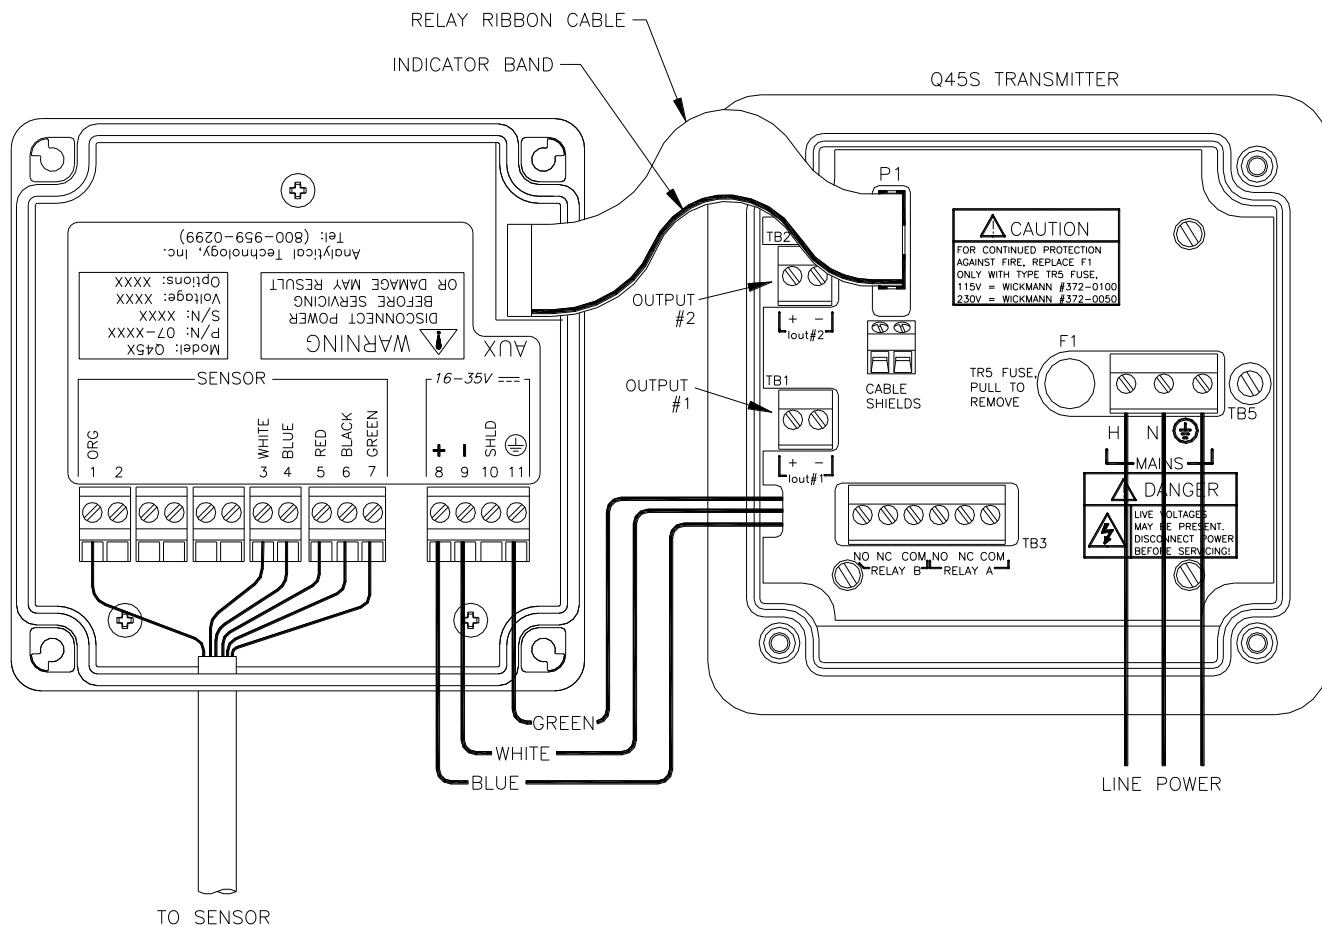 RELAY RIBBON CABLE
INDICATOR BAND
Q45S TRANSMITTER
Tel: (800-959-0299)
Analytical Technology, Inc.
Options: XXXX
Voltage: XXXX
S/N: XXXX
P/N: 07-XXXX
Model: Q45X
OR DAMAGE MAY RESULT
BEFORE SERVICING
DISCONNECT POWER
WARNING
AUX
SENSOR
16-35V
ORG
WHITE
BLUE
RED
BLACK
GREEN
+
-
SHLD
1 2 3 4 5 6 7 8 9 10 11
GREEN
WHITE
BLUE
TO SENSOR
P1
TB2
OUTPUT
#2
+ -
Iout#2
TB1
OUTPUT
#1
+ -
Iout#1
CABLE
SHIELDS
CAUTION
FOR CONTINUED PROTECTION
AGAINST FIRE, REPLACE F1
ONLY WITH TYPE TR5 FUSE,
115V = WICKMANN #372-0100
230V = WICKMANN #372-0050
F1
TR5 FUSE,
PULL TO
REMOVE
TB5
H N
MAINS
DANGER
LIVE VOLTAGES
MAY BE PRESENT.
DISCONNECT POWER
BEFORE SERVICING!
TB3
NO NC COM NO NC COM
RELAY B RELAY A
LINE POWER